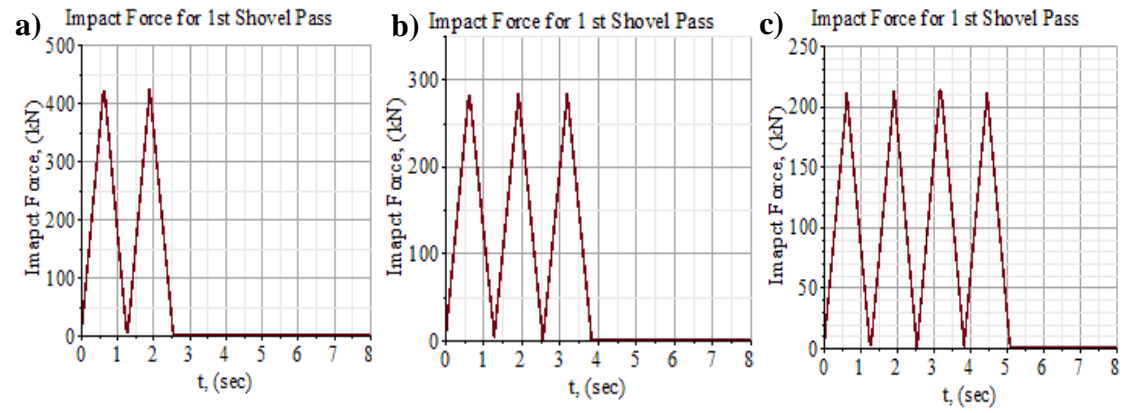 a)
Impact Force for 1st Shovel Pass
Imapct Force, (kN)
500
400
300
200
100
0
0 1 2 3 4 5 6 7 8
t, (sec)
b)
Impact Force for 1 st Shovel Pass
Imapct Force, (kN)
300
200
100
0
0 1 2 3 4 5 6 7 8
t, (sec)
c)
Impact Force for 1 st Shovel Pass
Imapct Force, (kN)
250
200
150
100
50
0
0 1 2 3 4 5 6 7 8
t, (sec)